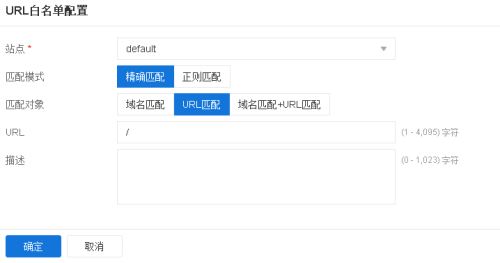 URL白名单配置
站点 * default
匹配模式 精确匹配 正则匹配
匹配对象 域名匹配 URL匹配 域名匹配+URL匹配
URL / (1 - 4,095) 字符
描述 (0 - 1,023) 字符
确定 取消